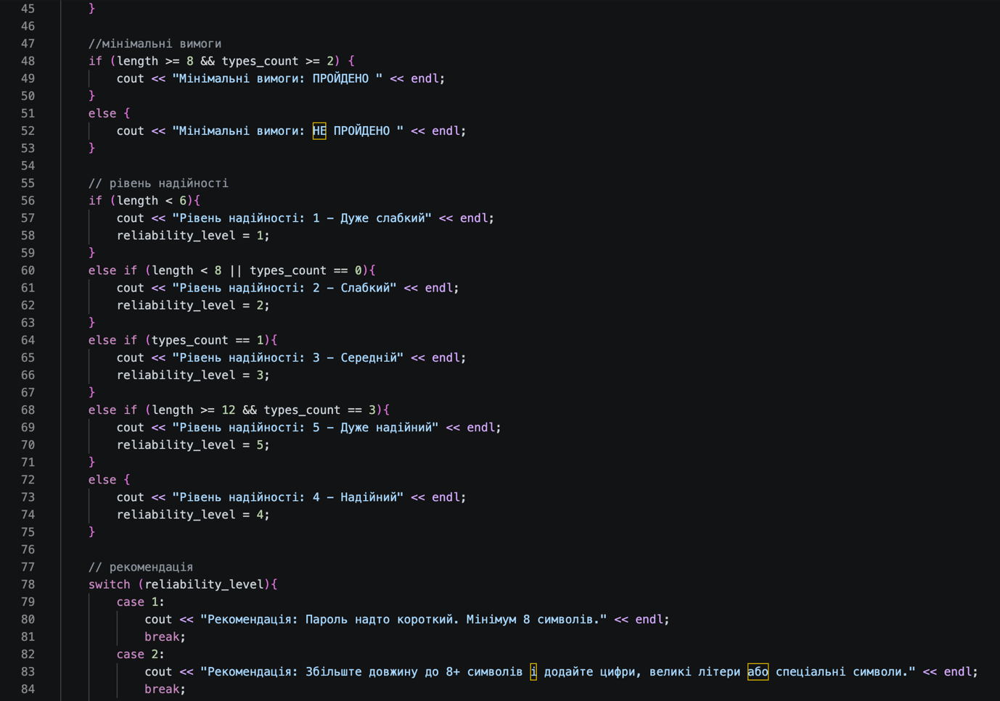 45 }
46
47 //мінімальні вимоги
48 if (length >= 8 && types_count >= 2) {
49 cout << "Мінімальні вимоги: ПРОЙДЕНО " << endl;
50 }
51 else {
52 cout << "Мінімальні вимоги: НЕ ПРОЙДЕНО " << endl;
53 }
54
55 // рівень надійності
56 if (length < 6){
57 cout << "Рівень надійності: 1 – Дуже слабкий" << endl;
58 reliability_level = 1;
59 }
60 else if (length < 8 || types_count == 0){
61 cout << "Рівень надійності: 2 – Слабкий" << endl;
62 reliability_level = 2;
63 }
64 else if (types_count == 1){
65 cout << "Рівень надійності: 3 – Середній" << endl;
66 reliability_level = 3;
67 }
68 else if (length >= 12 && types_count == 3){
69 cout << "Рівень надійності: 5 – Дуже надійний" << endl;
70 reliability_level = 5;
71 }
72 else {
73 cout << "Рівень надійності: 4 – Надійний" << endl;
74 reliability_level = 4;
75 }
76
77 // рекомендація
78 switch (reliability_level){
79 case 1:
80 cout << "Рекомендація: Пароль надто короткий. Мінімум 8 символів." << endl;
81 break;
82 case 2:
83 cout << "Рекомендація: Збільште довжину до 8+ символів і додайте цифри, великі літери або спеціальні символи." << endl;
84 break;